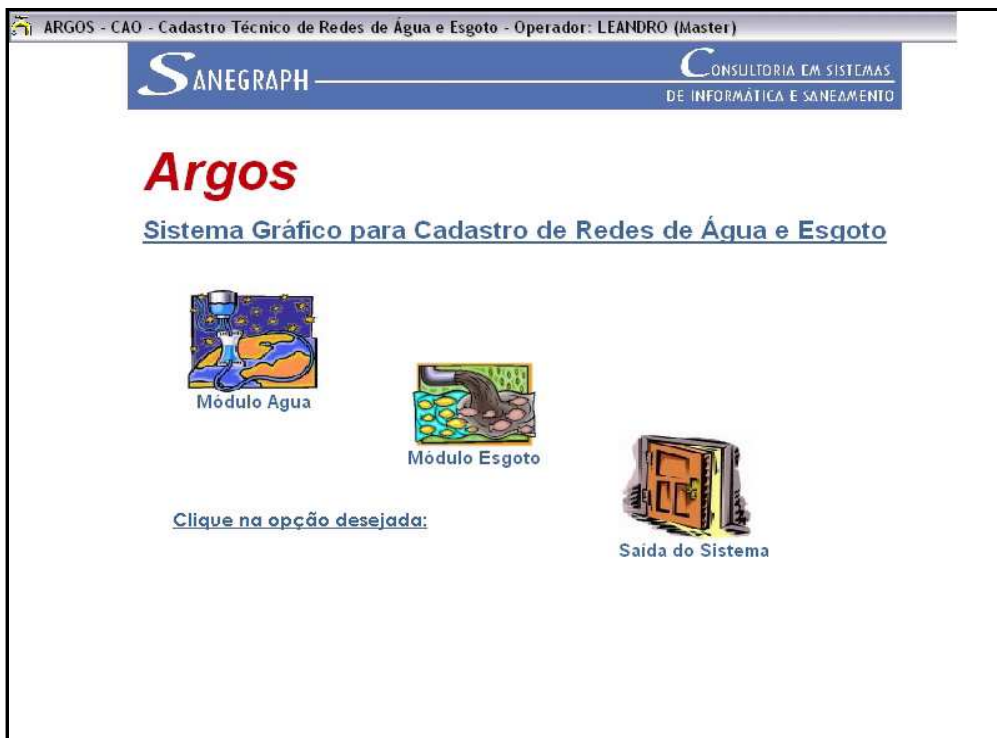 ARGOS - CAO - Cadastro Técnico de Redes de Água e Esgoto - Operador: LEANDRO (Master)
SANEGRAPH
CONSULTORIA EM SISTEMAS
DE INFORMÁTICA E SANEAMENTO
Argos
Sistema Gráfico para Cadastro de Redes de Água e Esgoto
Módulo Agua
Módulo Esgoto
Clique na opção desejada:
Saída do Sistema